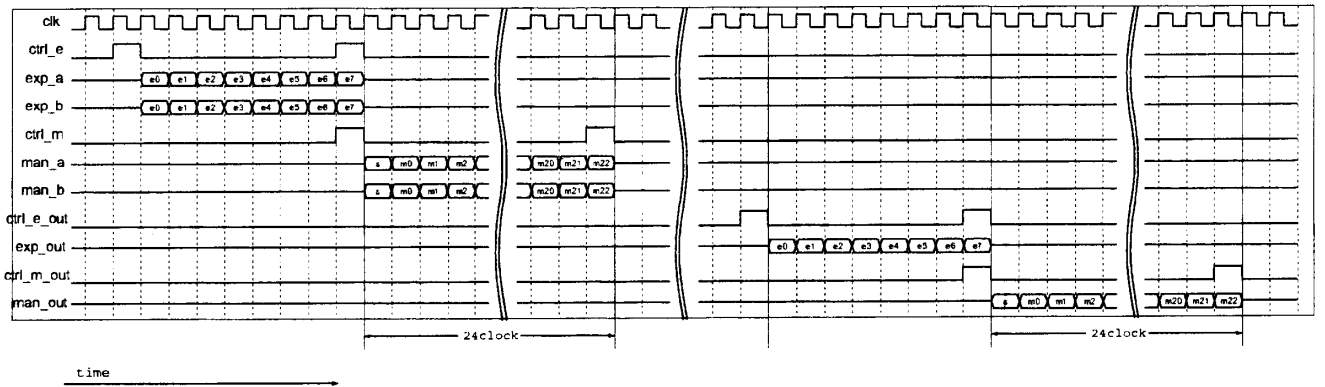 clk
ctrl_e
exp_a e0 e1 e2 e3 e4 e5 e6 e7
exp_b e0 e1 e2 e3 e4 e5 e6 e7
ctrl_m
man_a s m0 m1 m2 m20 m21 m22
man_b s m0 m1 m2 m20 m21 m22
ctrl_e_out
exp_out e0 e1 e2 e3 e4 e5 e6 e7
ctrl_m_out
man_out s m0 m1 m2 m20 m21 m22
24clock 24clock
time